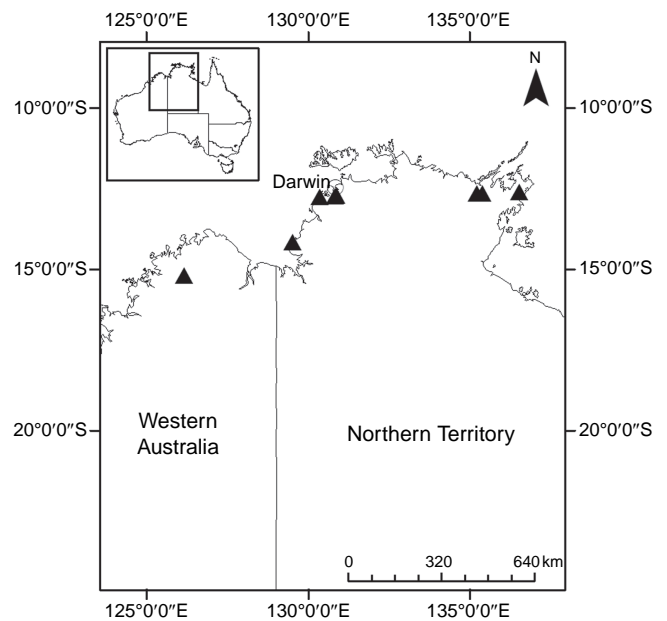 125°0′0″E 130°0′0″E 135°0′0″E
N
10°0′0″S 10°0′0″S
Darwin
15°0′0″S 15°0′0″S
Western
Australia
Northern Territory
20°0′0″S 20°0′0″S
0 320 640 km
125°0′0″E 130°0′0″E 135°0′0″E